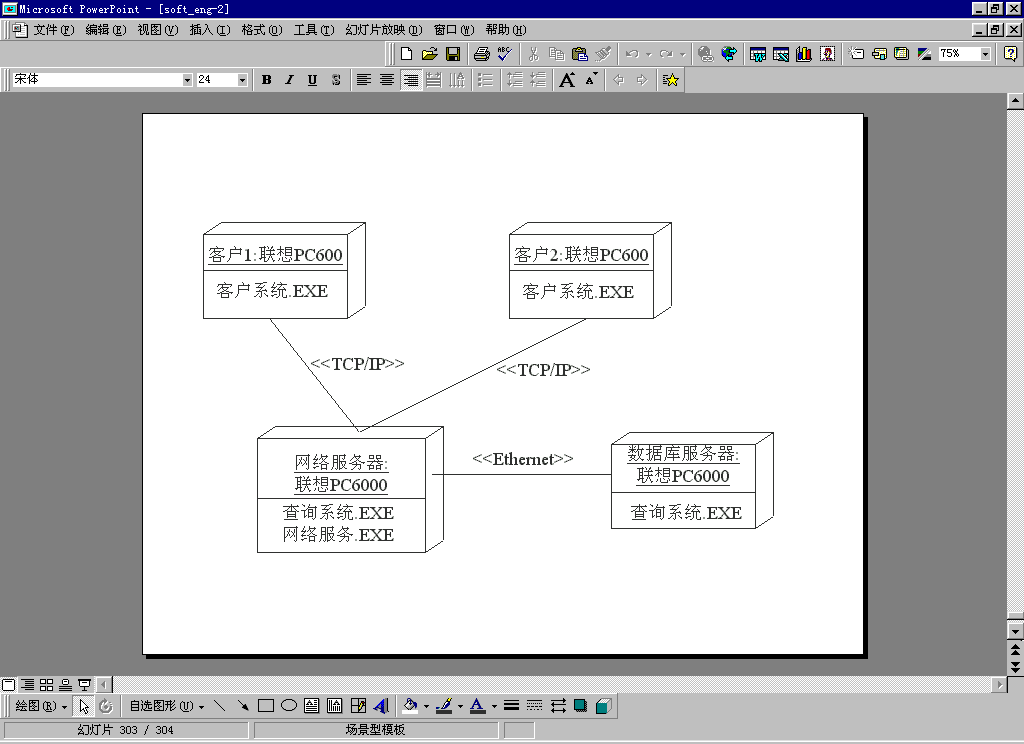 Microsoft PowerPoint - [soft_eng-2]
文件(F) 编辑(E) 视图(V) 插入(I) 格式(O) 工具(T) 幻灯片放映(D) 窗口(W) 帮助(H)
75%
宋体 24 B I U S
客户1:联想PC600
客户系统.EXE
客户2:联想PC600
客户系统.EXE
<<TCP/IP>>
<<TCP/IP>>
网络服务器:
联想PC6000
查询系统.EXE
网络服务.EXE
<<Ethernet>>
数据库服务器:
联想PC6000
查询系统.EXE
绘图(R) 自选图形(U)
幻灯片 303 / 304 场景型模板